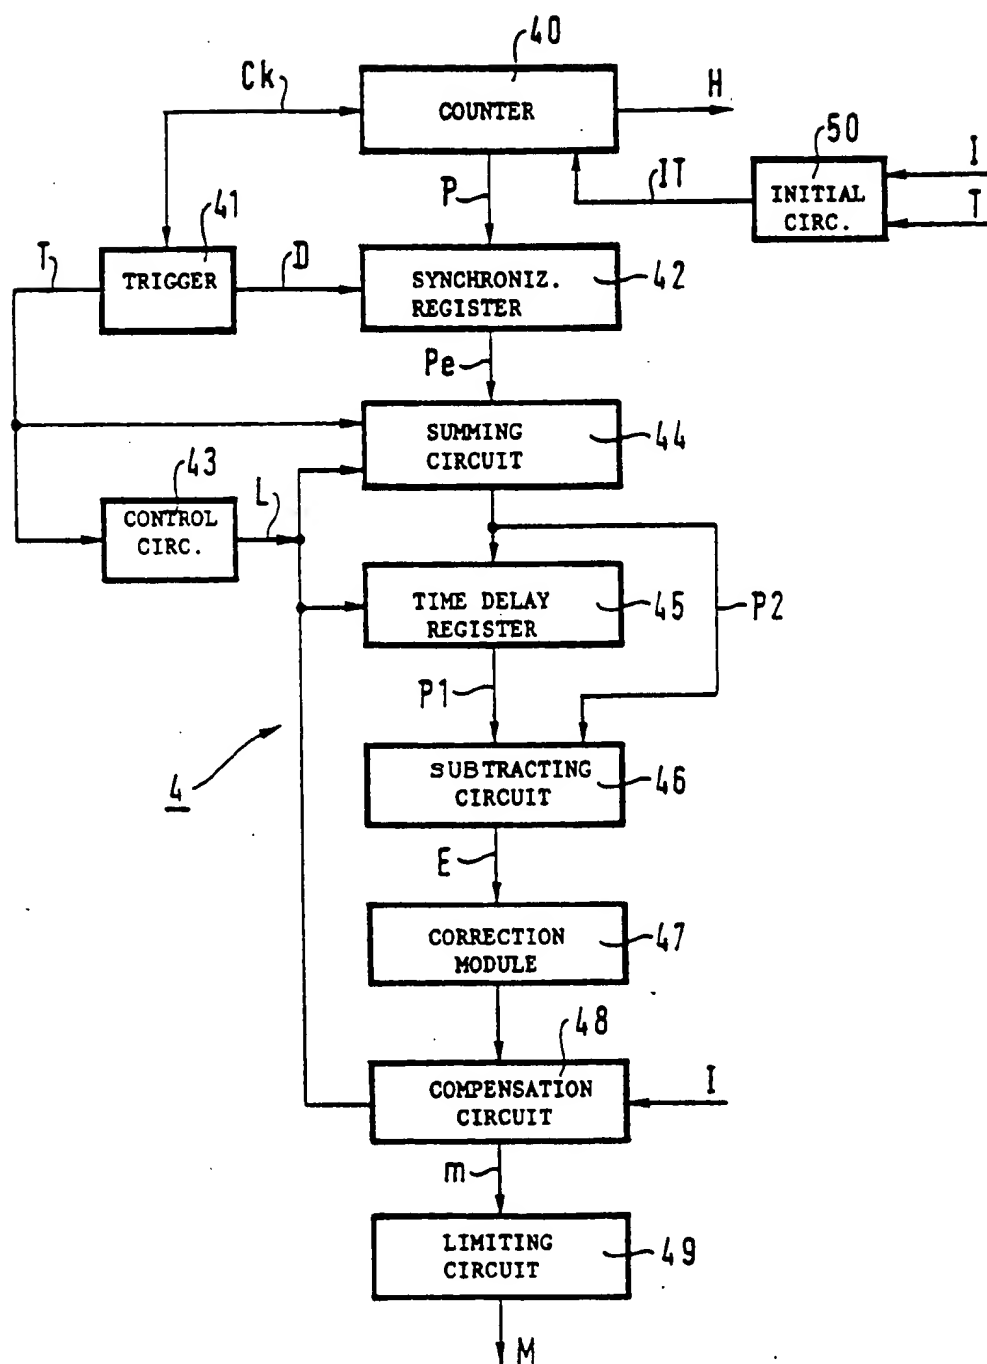 40
Ck
COUNTER
H
50
I
P
IT
INITIAL
CIRC.
T
41
T
TRIGGER
D
SYNCHRONIZ.
REGISTER
42
Pe
SUMMING
CIRCUIT
44
43
L
CONTROL
CIRC.
TIME DELAY
REGISTER
45
P2
P1
4
SUBTRACTING
CIRCUIT
46
E
CORRECTION
MODULE
47
48
COMPENSATION
CIRCUIT
I
m
LIMITING
CIRCUIT
49
M